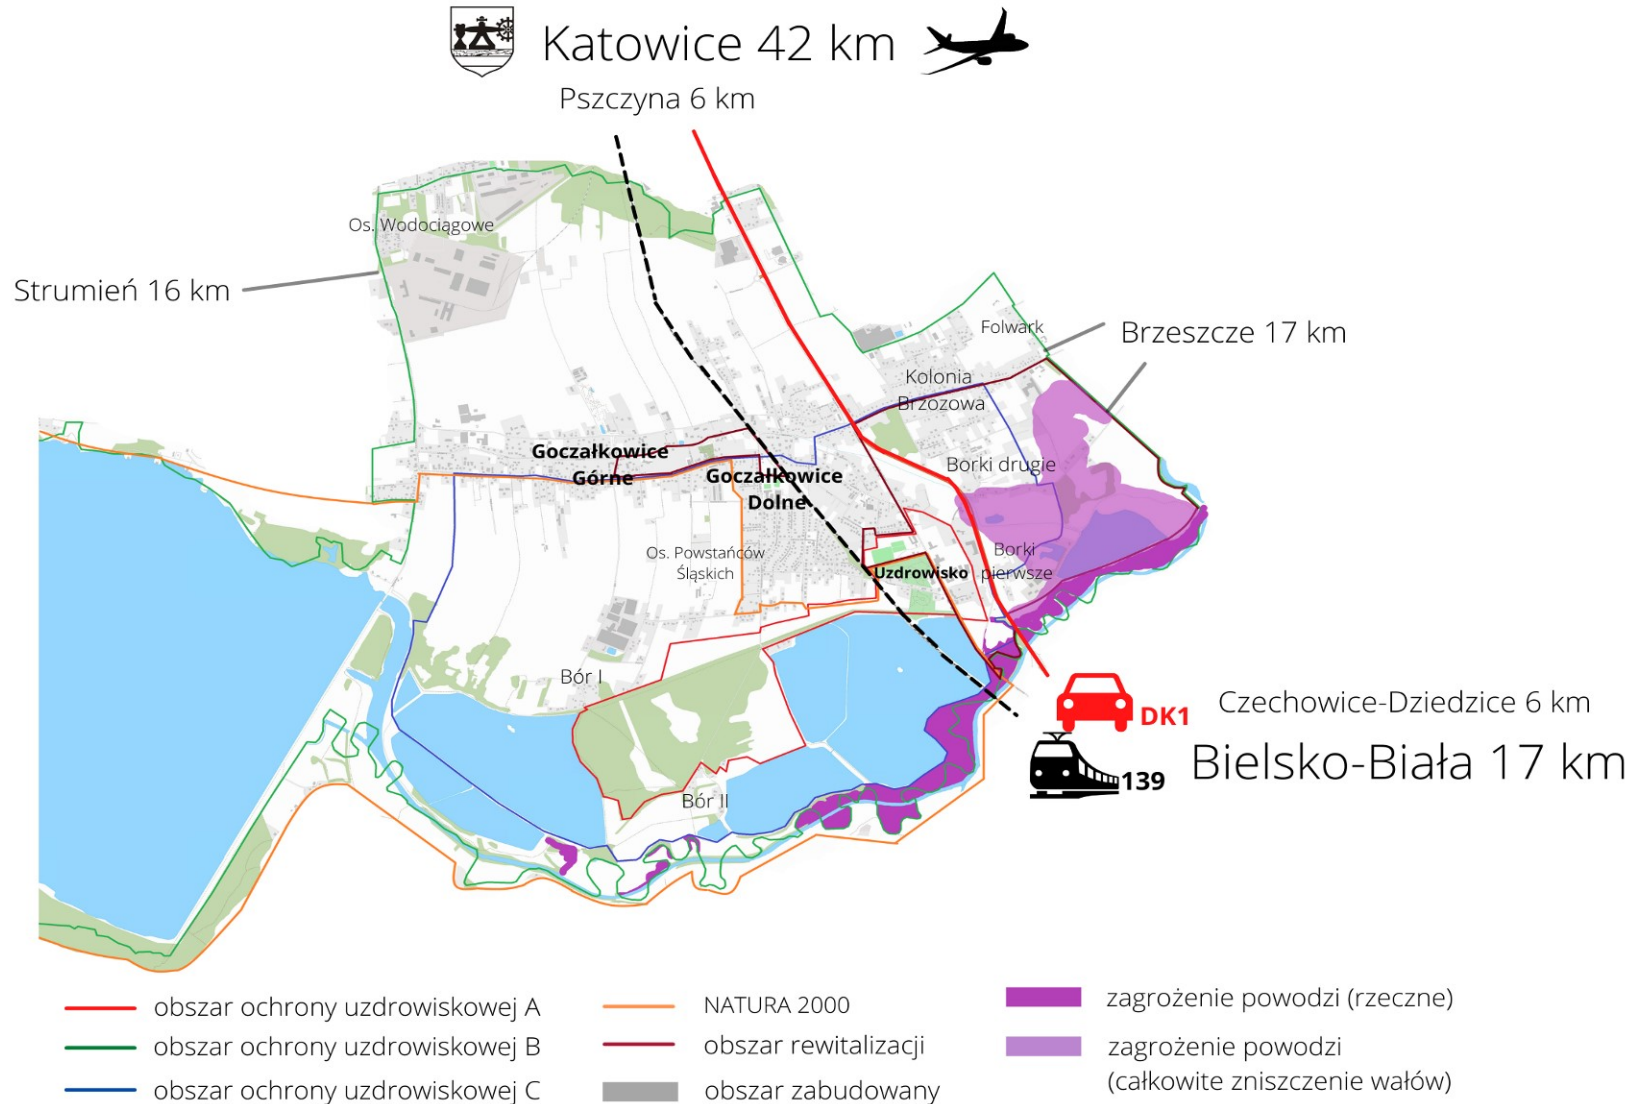 Katowice 42 km
Pszczyna 6 km
Os. Wodociągowe
Strumień 16 km
Folwark
Brzeszcze 17 km
Kolonia
Brzozowa
Goczałkowice
Górne
Goczałkowice
Dolne
Borki drugie
Os. Powstańców
Śląskich
Uzdrowisko
Borki
pierwsze
Bór I
Bór II
DK1
Czechowice-Dziedzice 6 km
139
Bielsko-Biała 17 km
obszar ochrony uzdrowiskowej A
obszar ochrony uzdrowiskowej B
obszar ochrony uzdrowiskowej C
NATURA 2000
obszar rewitalizacji
obszar zabudowany
zagrożenie powodzi (rzeczne)
zagrożenie powodzi
(całkowite zniszczenie wałów)